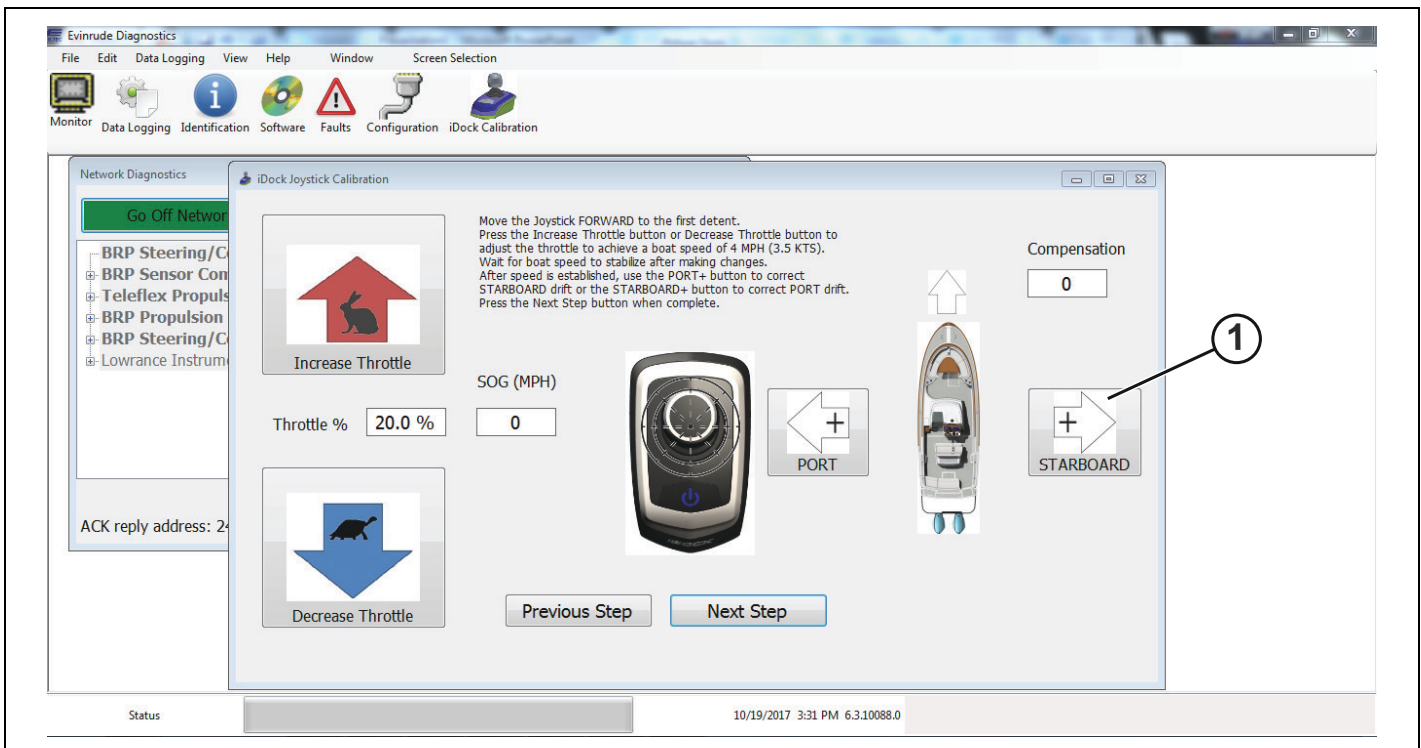 Evinrude Diagnostics
File Edit Data Logging View Help Window Screen Selection
Monitor Data Logging Identification Software Faults Configuration iDock Calibration
Network Diagnostics
Go Off Networ
BRP Steering/C
BRP Sensor Con
Teleflex Propuls
BRP Propulsion
BRP Steering/C
Lowrance Instrum
ACK reply address: 24
iDock Joystick Calibration
Increase Throttle
Throttle % 20.0 %
Decrease Throttle
Move the Joystick FORWARD to the first detent.
Press the Increase Throttle button or Decrease Throttle button to
adjust the throttle to achieve a boat speed of 4 MPH (3.5 KTS).
Wait for boat speed to stabilize after making changes.
After speed is established, use the PORT+ button to correct
STARBOARD drift or the STARBOARD+ button to correct PORT drift.
Press the Next Step button when complete.
SOG (MPH)
0
+
PORT
Compensation
0
+
STARBOARD
1
Previous Step Next Step
Status 10/19/2017 3:31 PM 6.3.10088.0